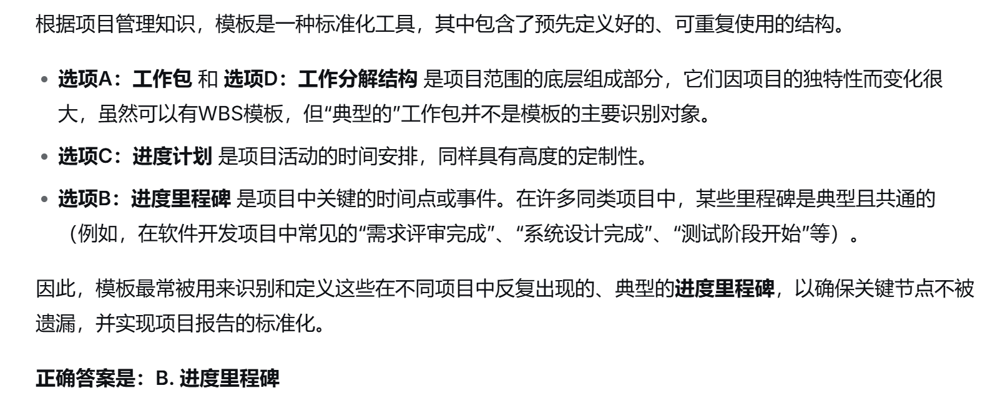 根据项目管理知识，模板是一种标准化工具，其中包含了预先定义好的、可重复使用的结构。
• 选项A：工作包 和 选项D：工作分解结构 是项目范围的底层组成部分，它们因项目的独特性而变化很
大，虽然可以有WBS模板，但“典型的”工作包并不是模板的主要识别对象。
• 选项C：进度计划 是项目活动的时间安排，同样具有高度的定制性。
• 选项B：进度里程碑 是项目中关键的时间点或事件。在许多同类项目中，某些里程碑是典型且共通的
（例如，在软件开发项目中常见的“需求评审完成”、“系统设计完成”、“测试阶段开始”等）。
因此，模板最常被用来识别和定义这些在不同项目中反复出现的、典型的进度里程碑，以确保关键节点不被
遗漏，并实现项目报告的标准化。
正确答案是：B. 进度里程碑